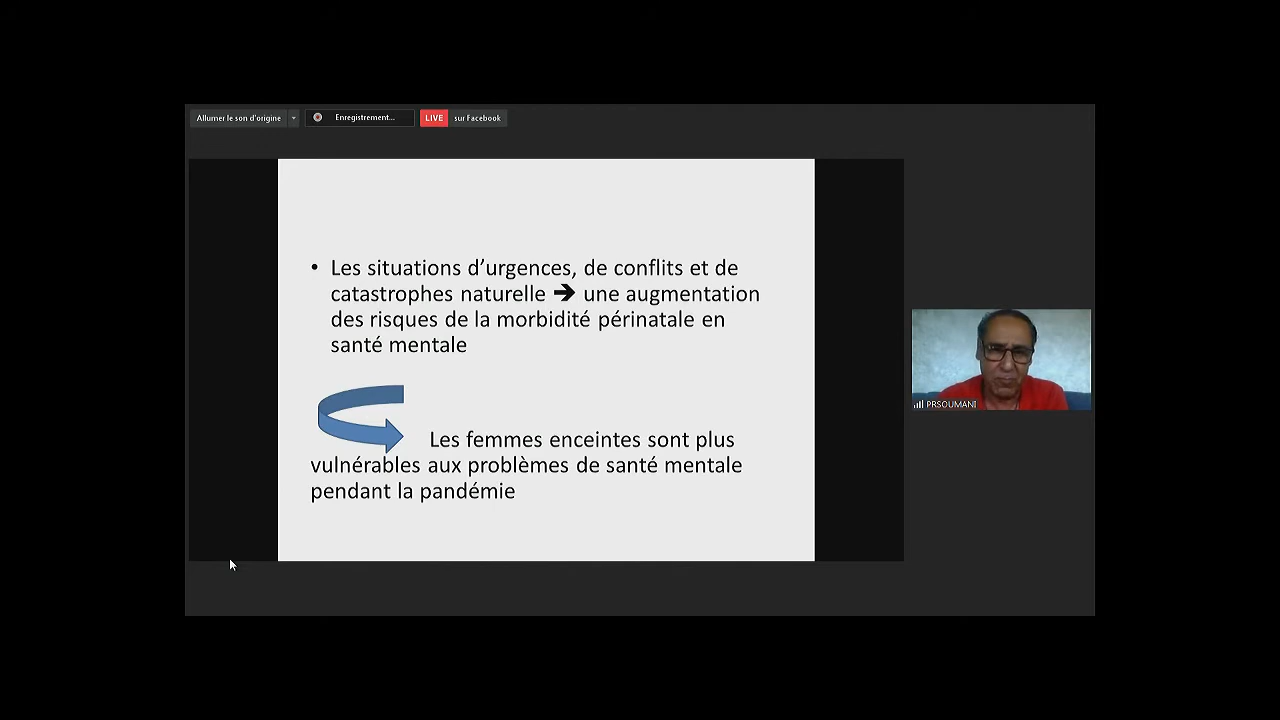 Allumer le son d'origine
Enregistrement...
LIVE sur Facebook
• Les situations d'urgences, de conflits et de
catastrophes naturelle ➔ une augmentation
des risques de la morbidité périnatale en
santé mentale
Les femmes enceintes sont plus
vulnérables aux problèmes de santé mentale
pendant la pandémie
PRSOUMANI